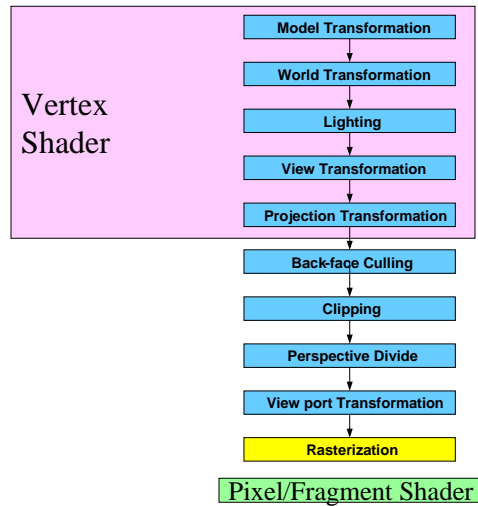 Model Transformation
World Transformation
Vertex
Shader
Lighting
View Transformation
Projection Transformation
Back-face Culling
Clipping
Perspective Divide
View port Transformation
Rasterization
Pixel/Fragment Shader